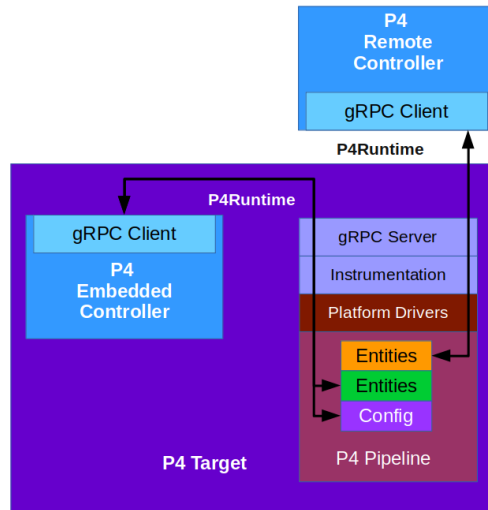 P4
Remote
Controller
gRPC Client
P4Runtime
P4Runtime
gRPC Client
P4
Embedded
Controller
gRPC Server
Instrumentation
Platform Drivers
Entities
Entities
Config
P4 Pipeline
P4 Target